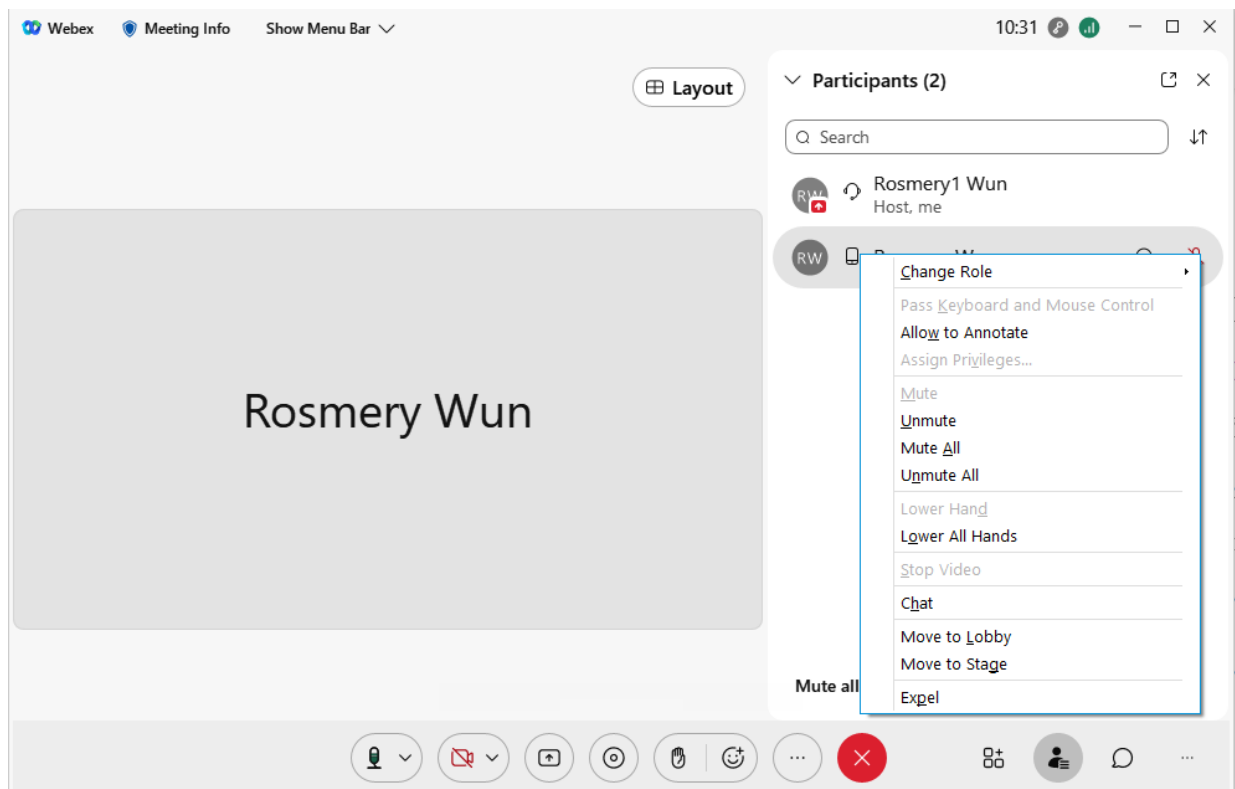 Webex Meeting Info Show Menu Bar 10:31
Layout
Participants (2)
Search
RW Rosmery1 Wun
Host, me
RW
Rosmery Wun
Change Role
Pass Keyboard and Mouse Control
Allow to Annotate
Assign Privileges...
Mute
Unmute
Mute All
Unmute All
Lower Hand
Lower All Hands
Stop Video
Chat
Move to Lobby
Move to Stage
Expel
Mute all